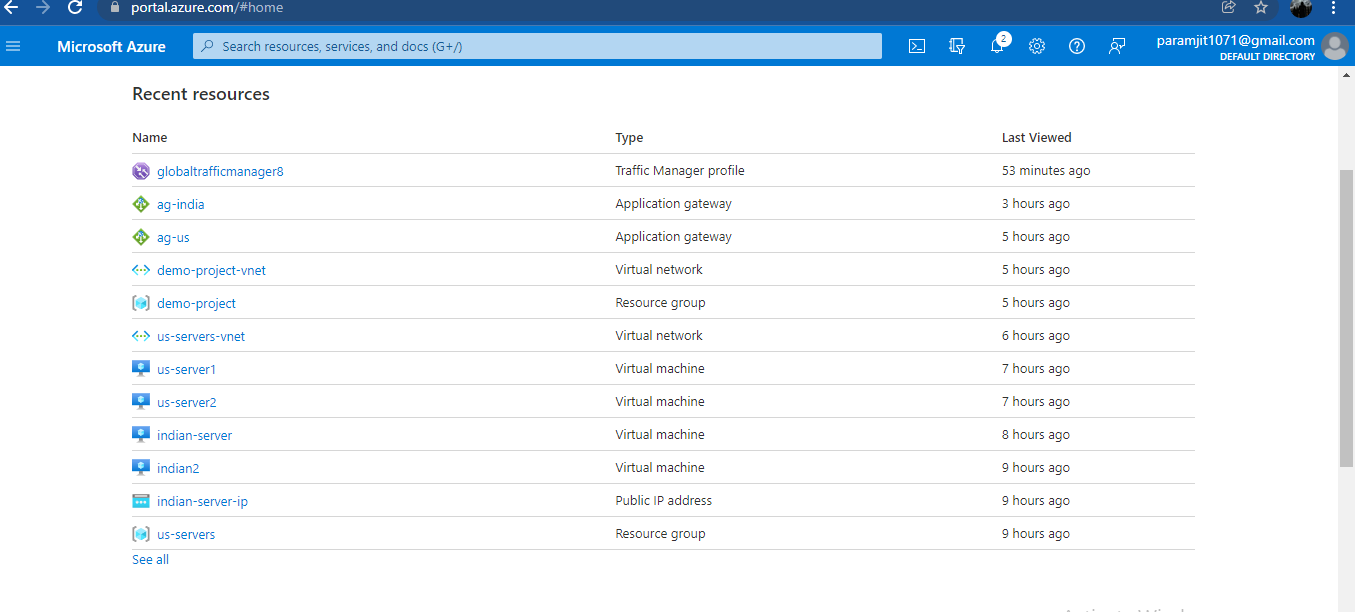 portal.azure.com/#home
Microsoft Azure Search resources, services, and docs (G+/) 2 paramjit1071@gmail.com
DEFAULT DIRECTORY
Recent resources
Name Type Last Viewed
globaltrafficmanager8 Traffic Manager profile 53 minutes ago
ag-india Application gateway 3 hours ago
ag-us Application gateway 5 hours ago
demo-project-vnet Virtual network 5 hours ago
demo-project Resource group 5 hours ago
us-servers-vnet Virtual network 6 hours ago
us-server1 Virtual machine 7 hours ago
us-server2 Virtual machine 7 hours ago
indian-server Virtual machine 8 hours ago
indian2 Virtual machine 9 hours ago
indian-server-ip Public IP address 9 hours ago
us-servers Resource group 9 hours ago
See all